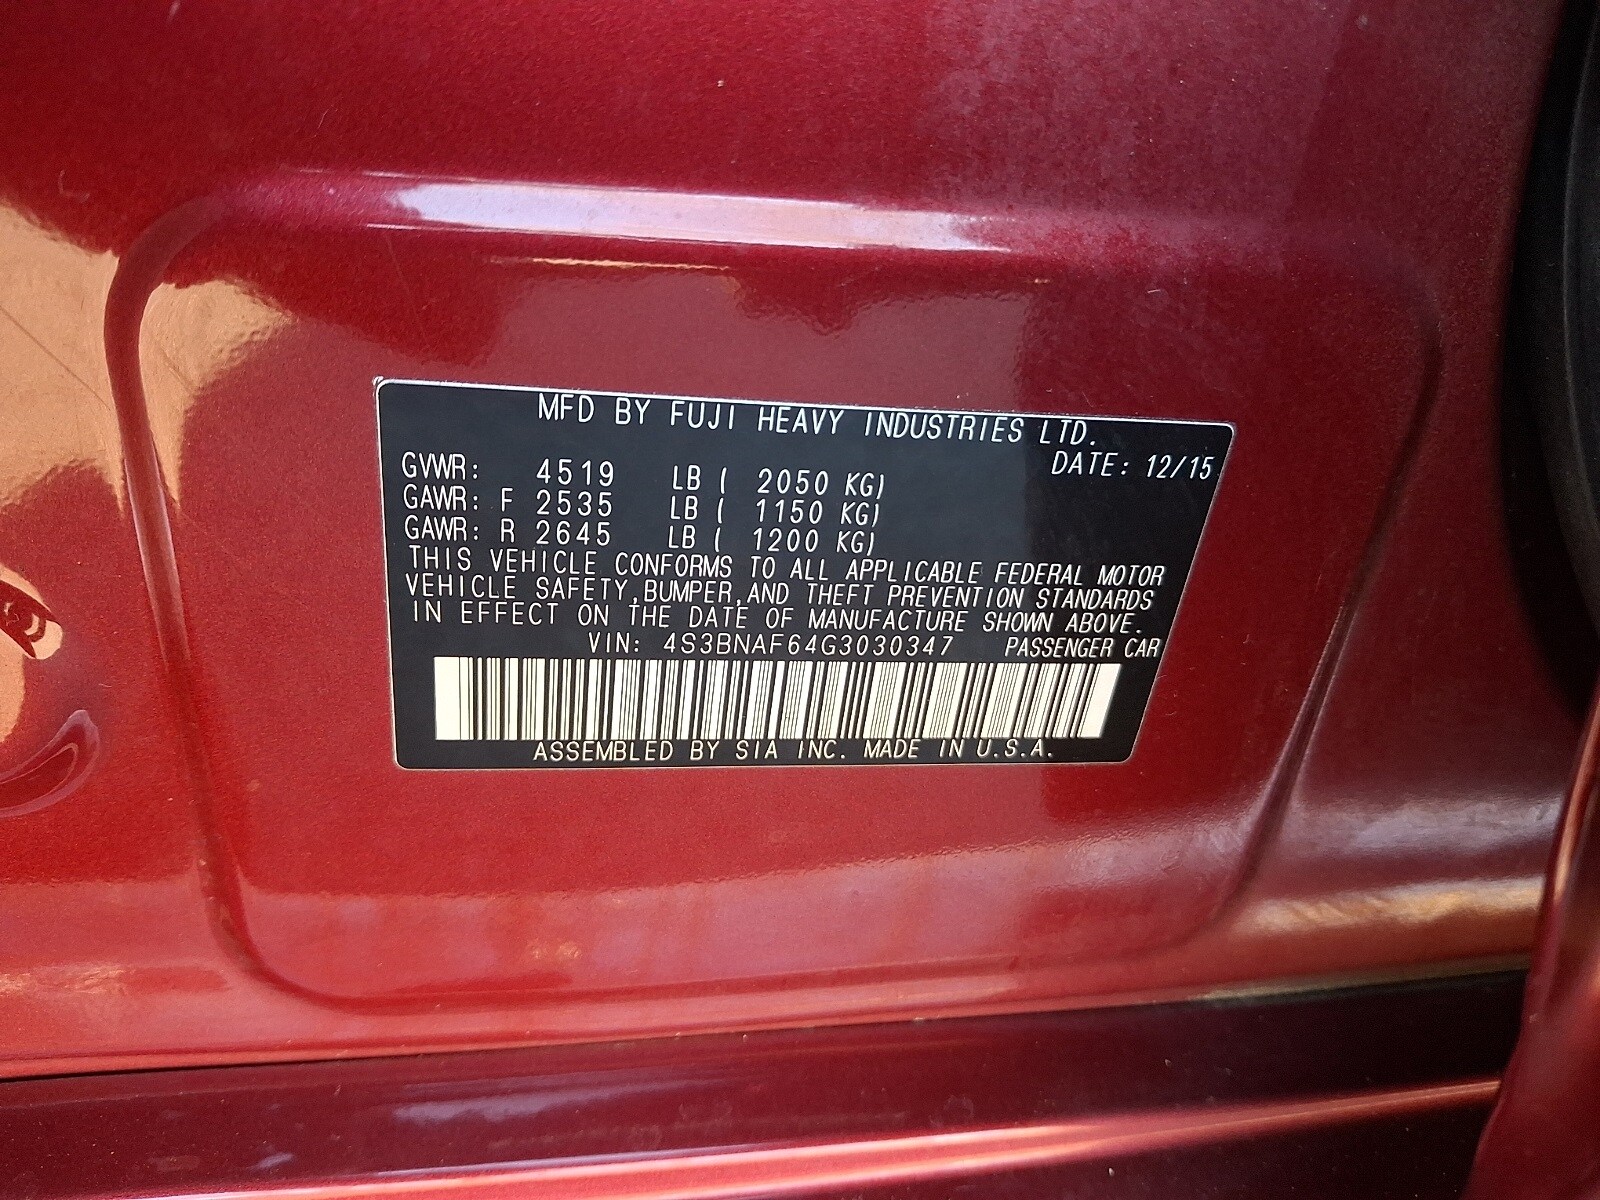 MFD BY FUJI HEAVY INDUSTRIES LTD.
DATE: 12/15
GVWR: 4519 LB ( 2050 KG)
GAWR: F 2535 LB ( 1150 KG)
GAWR: R 2645 LB ( 1200 KG)
THIS VEHICLE CONFORMS TO ALL APPLICABLE FEDERAL MOTOR
VEHICLE SAFETY,BUMPER,AND THEFT PREVENTION STANDARDS
IN EFFECT ON THE DATE OF MANUFACTURE SHOWN ABOVE.
VIN: 4S3BNAF64G3030347 PASSENGER CAR
ASSEMBLED BY SIA INC. MADE IN U.S.A.